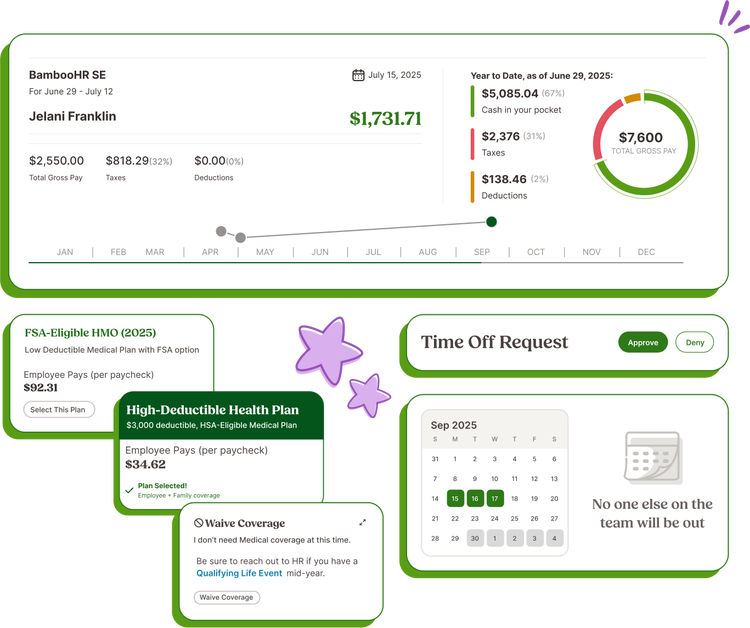 BambooHR SE
For June 29 - July 12
July 15, 2025
Jelani Franklin
$1,731.71
$2,550.00
Total Gross Pay
$818.29(32%)
Taxes
$0.00(0%)
Deductions
Year to Date, as of June 29, 2025:
$5,085.04 (67%)
Cash in your pocket
$2,376 (31%)
Taxes
$138.46 (2%)
Deductions
$7,600
TOTAL GROSS PAY
JAN | FEB MAR | APR | MAY | JUN | JUL | AUG | SEP | OCT | NOV | DEC
FSA-Eligible HMO (2025)
Low Deductible Medical Plan with FSA option
Employee Pays (per paycheck)
$92.31
Select This Plan
High-Deductible Health Plan
$3,000 deductible, HSA-Eligible Medical Plan
Employee Pays (per paycheck)
$34.62
Plan Selected!
Employee + Family coverage
Waive Coverage
I don't need Medical coverage at this time.
Be sure to reach out to HR if you have a
Qualifying Life Event mid-year.
Waive Coverage
Time Off Request
Approve
Deny
Sep 2025
S M T W T F S
31 1 2 3 4 5 6
7 8 9 10 11 12 13
14 15 16 17 18 19 20
21 22 23 24 25 26 27
28 29 30 1 2 3 4
No one else on the
team will be out